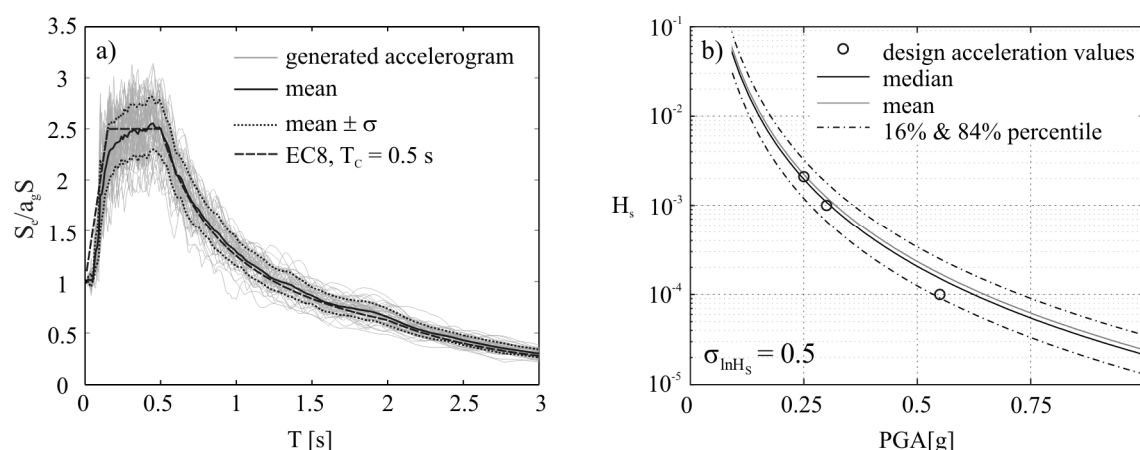 a)
generated accelerogram
mean
mean ± σ
EC8, T_C = 0.5 s
S_e/a_gS
3.5
3
2.5
2
1.5
1
0.5
0
0 0.5 1 1.5 2 2.5 3
T [s]
b)
design acceleration values
median
mean
16% & 84% percentile
H_s
10^-1
10^-2
10^-3
10^-4
10^-5
σ_lnH_S = 0.5
0 0.25 0.5 0.75
PGA[g]